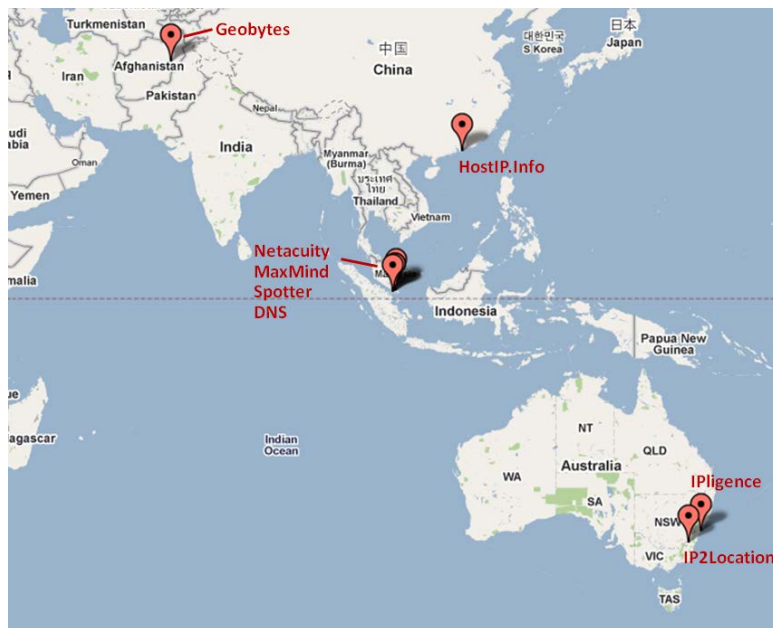 Turkmenistan
Geobytes
日本
대한민국
S Korea
Japan
中国
China
Afghanistan
Iran
Pakistan
Nepal
India
Oman
Myanmar
(Burma)
HostIP.Info
ประเทศ
ไทย
Thailand
Yemen
Vietnam
Netacuity
MaxMind
Spotter
DNS
Indonesia
Papua New
Guinea
Indian
Ocean
NT
QLD
Australia
WA
SA
IPligence
NSW
VIC
IP2Location
TAS